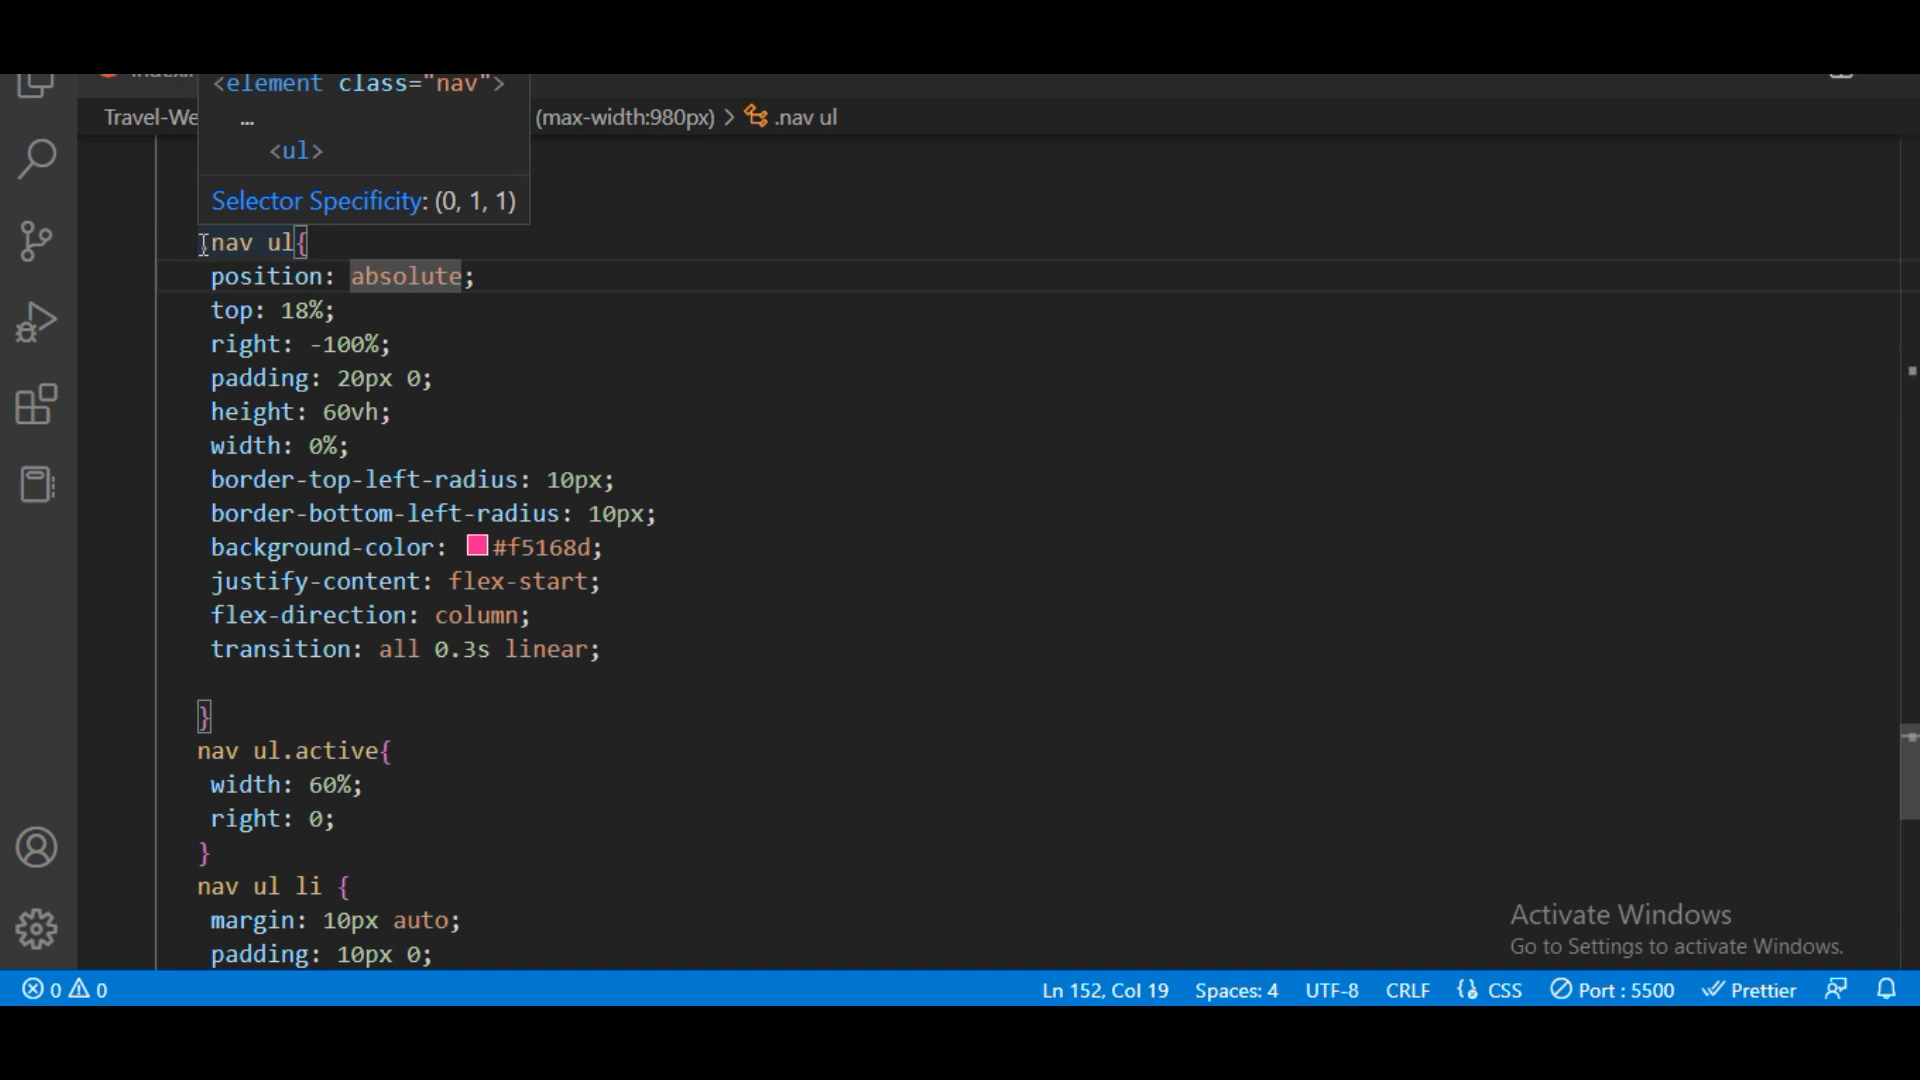 <element class="nav">
Travel-We
…
(max-width:980px) > .nav ul
<ul>
Selector Specificity: (0, 1, 1)
.nav ul{
position: absolute;
top: 18%;
right: -100%;
padding: 20px 0;
height: 60vh;
width: 0%;
border-top-left-radius: 10px;
border-bottom-left-radius: 10px;
background-color: #f5168d;
justify-content: flex-start;
flex-direction: column;
transition: all 0.3s linear;
}
nav ul.active{
width: 60%;
right: 0;
}
nav ul li {
margin: 10px auto;
padding: 10px 0;
Activate Windows
Go to Settings to activate Windows.
0 0 Ln 152, Col 19 Spaces: 4 UTF-8 CRLF CSS Port : 5500 Prettier